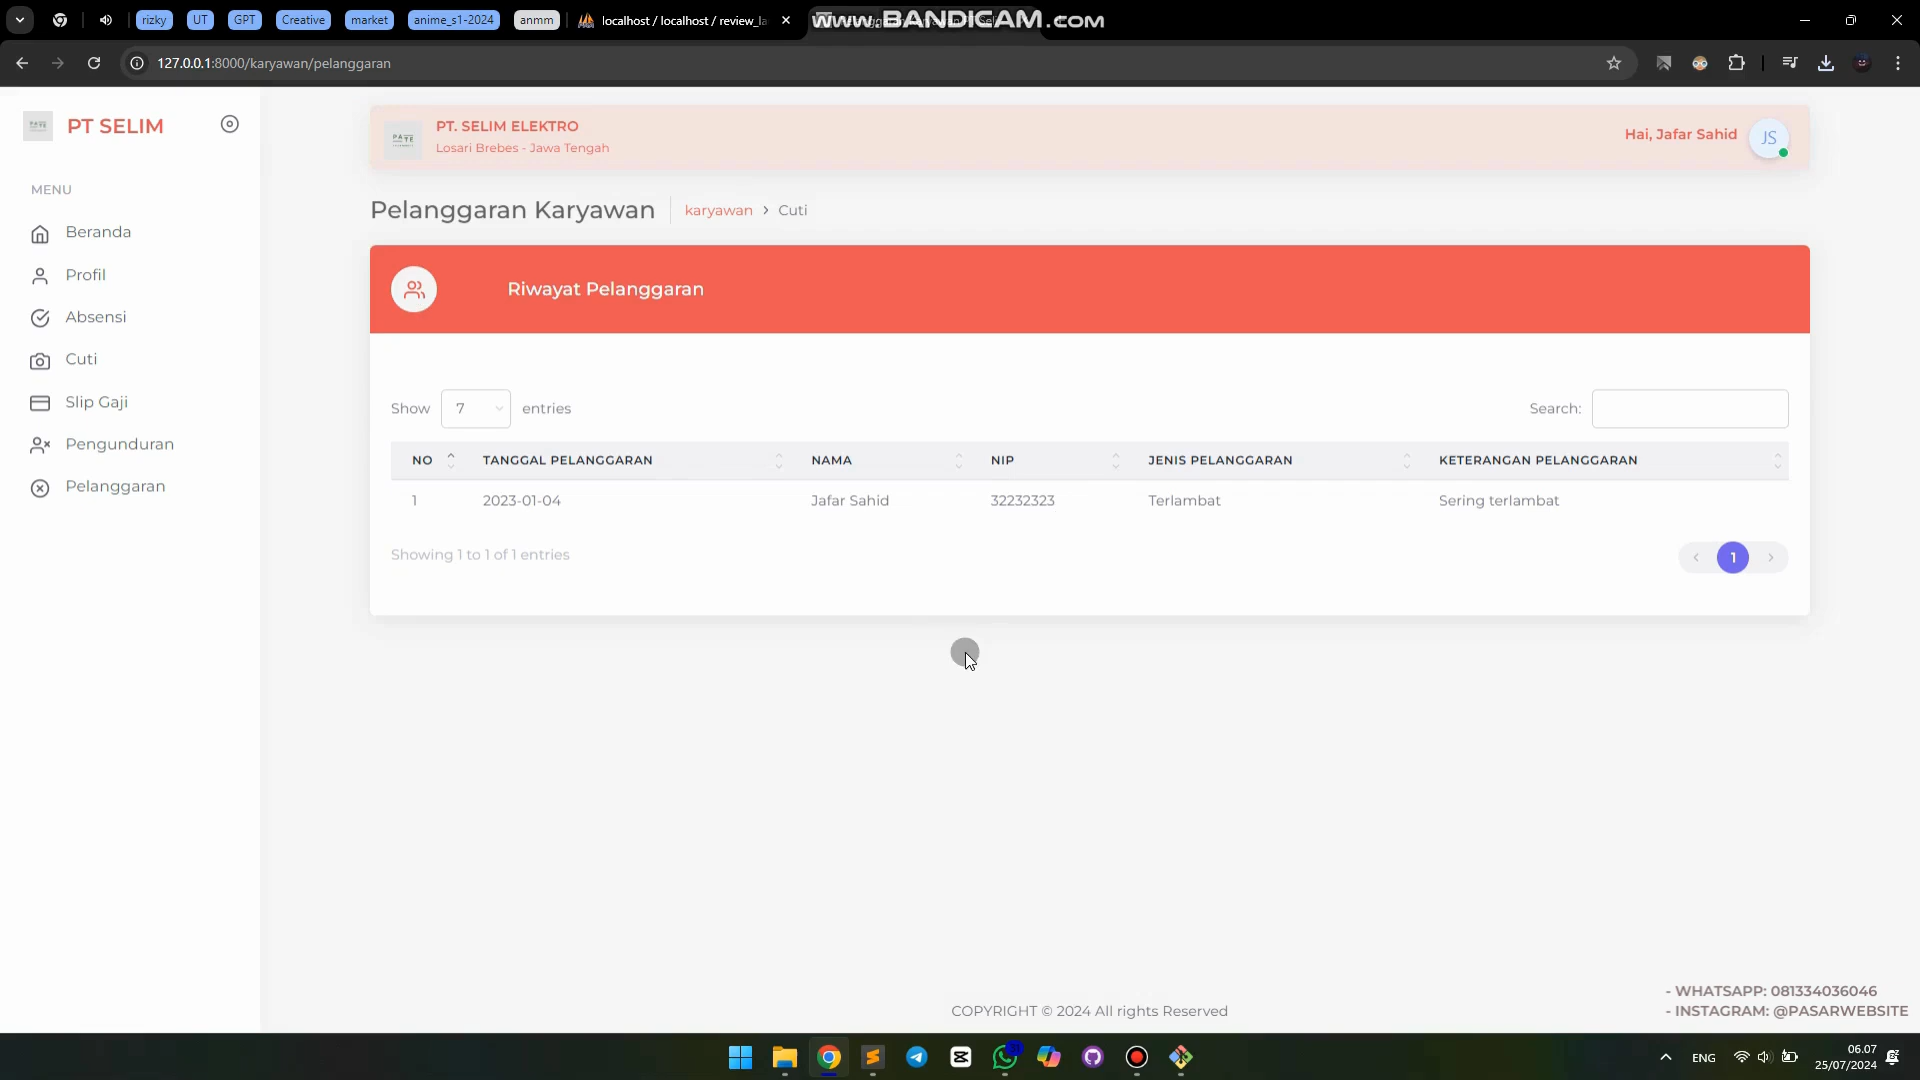 rizky UT GPT Creative market anime_s1-2024 anmm localhost / localhost / review_la
www.BANDICAM.COM
127.0.0.1:8000/karyawan/pelanggaran
PT SELIM
PT. SELIM ELEKTRO
Losari Brebes - Jawa Tengah
Hai, Jafar Sahid
JS
MENU
Beranda
Profil
Absensi
Cuti
Slip Gaji
Pengunduran
Pelanggaran
Pelanggaran Karyawan
karyawan > Cuti
Riwayat Pelanggaran
Show 7 entries
Search:
NO TANGGAL PELANGGARAN NAMA NIP JENIS PELANGGARAN KETERANGAN PELANGGARAN
1 2023-01-04 Jafar Sahid 32232323 Terlambat Sering terlambat
Showing 1 to 1 of 1 entries
‹ 1 ›
COPYRIGHT © 2024 All rights Reserved
- WHATSAPP: 081334036046
- INSTAGRAM: @PASARWEBSITE
ENG
06.07
25/07/2024